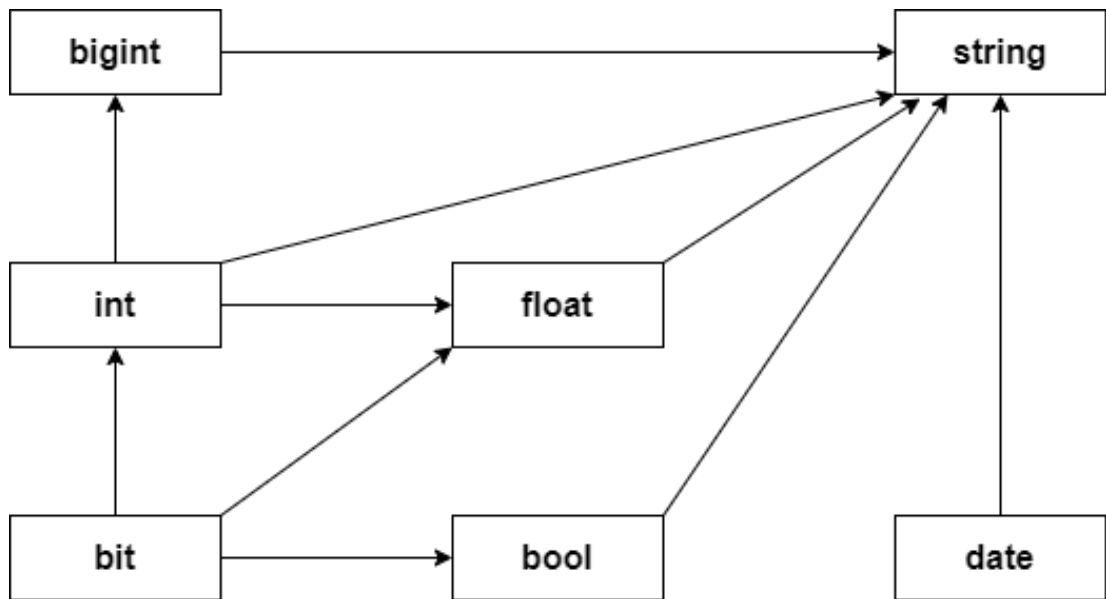 bigint
string
int
float
bit
bool
date